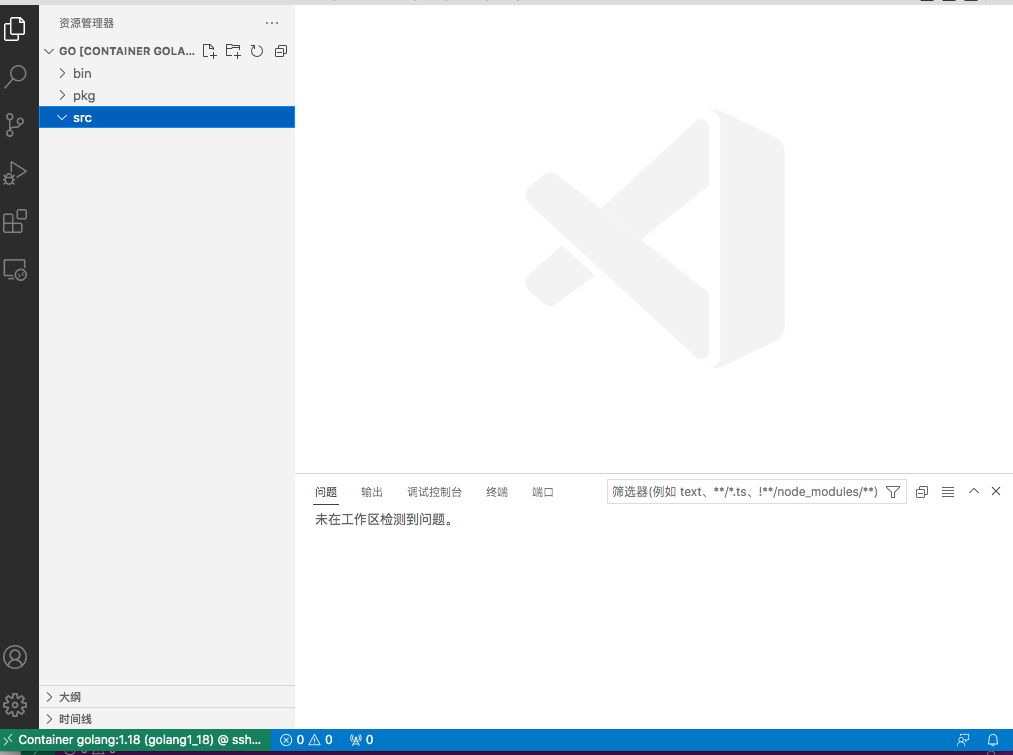 资源管理器
GO [CONTAINER GOLA...
bin
pkg
src
问题 输出 调试控制台 终端 端口
筛选器(例如 text、**/*.ts、!**/node_modules/**)
未在工作区检测到问题。
大纲
时间线
Container golang:1.18 (golang1_18) @ ssh... 0 0 0